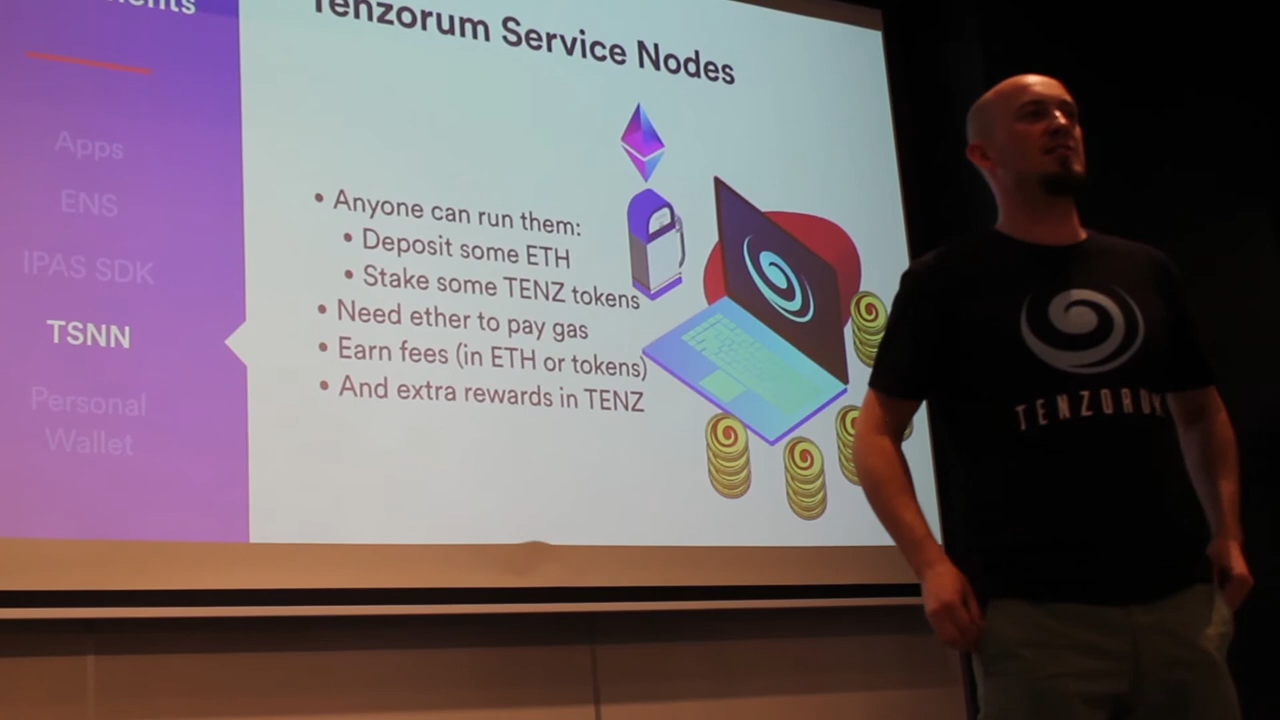 Tenzorum Service Nodes
Apps
ENS
IPAS SDK
TSNN
Personal
Wallet
• Anyone can run them:
• Deposit some ETH
• Stake some TENZ tokens
• Need ether to pay gas
• Earn fees (in ETH or tokens)
• And extra rewards in TENZ
TENZORUM